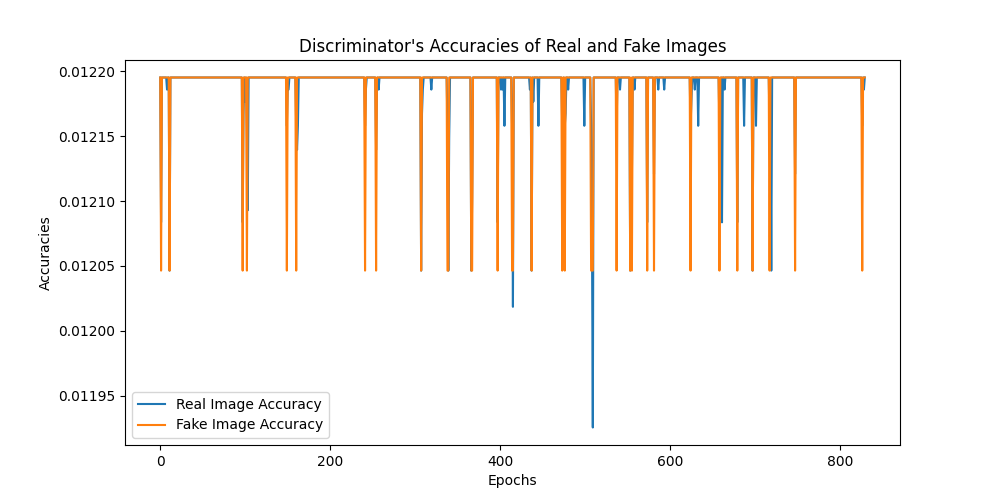 Discriminator's Accuracies of Real and Fake Images
0.01220
0.01215
0.01210
0.01205
0.01200
0.01195
Accuracies
Real Image Accuracy
Fake Image Accuracy
0 200 400 600 800
Epochs